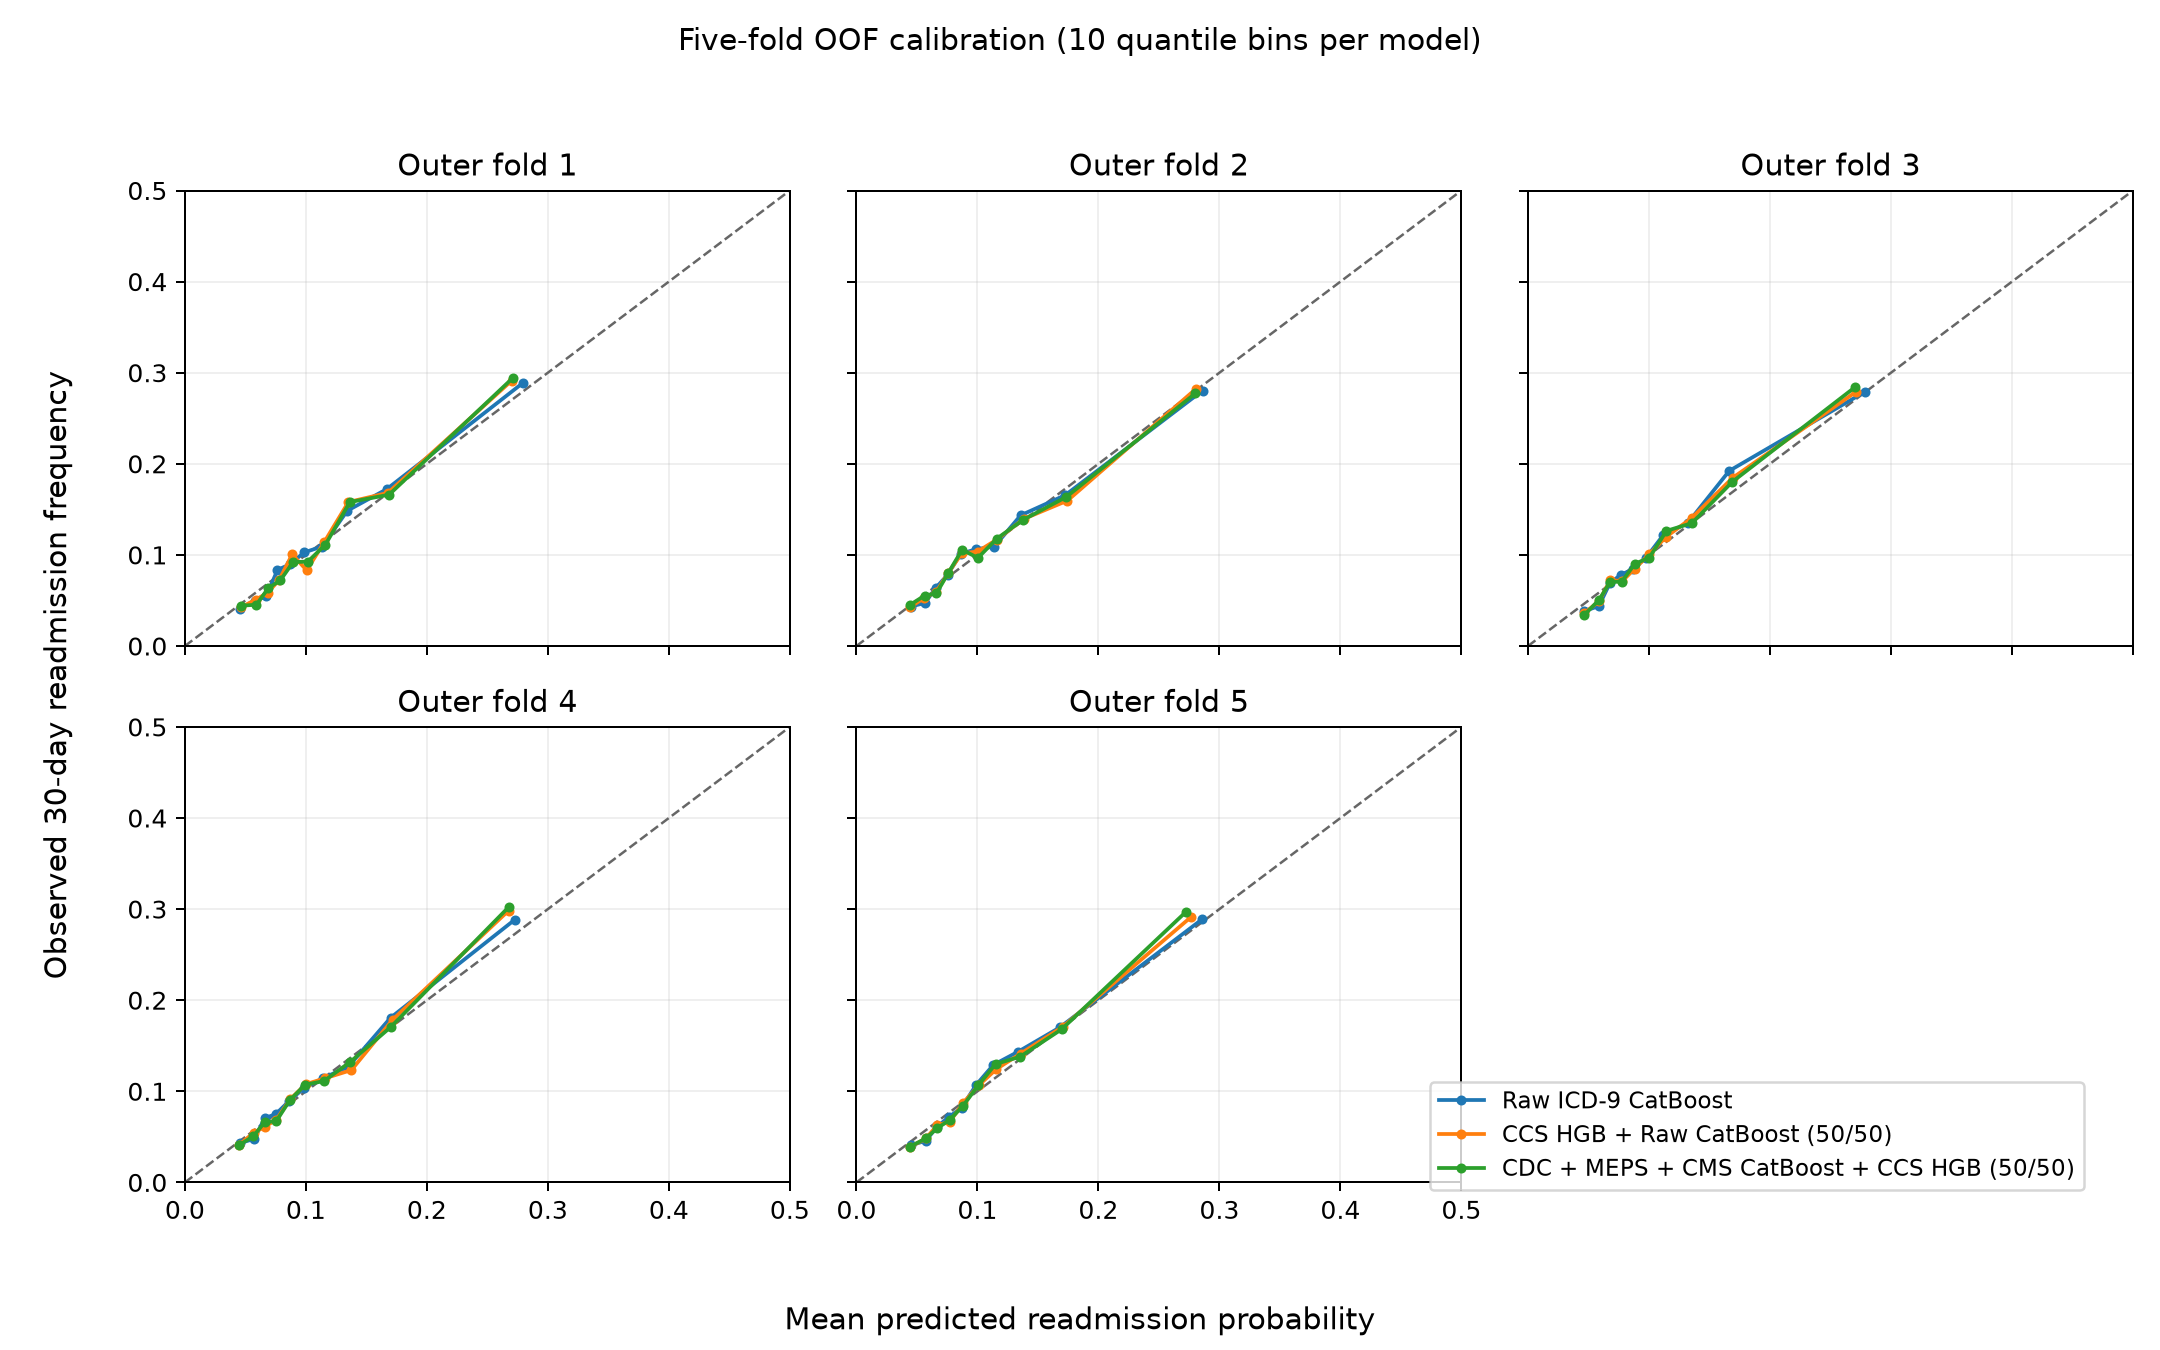 Five-fold OOF calibration (10 quantile bins per model)
Outer fold 1
Outer fold 2
Outer fold 3
0.5
0.4
0.3
0.2
0.1
0.0
Observed 30-day readmission frequency
Outer fold 4
Outer fold 5
0.5
0.4
0.3
0.2
0.1
0.0
0.0 0.1 0.2 0.3 0.4 0.5
0.0 0.1 0.2 0.3 0.4 0.5
Raw ICD-9 CatBoost
CCS HGB + Raw CatBoost (50/50)
CDC + MEPS + CMS CatBoost + CCS HGB (50/50)
Mean predicted readmission probability